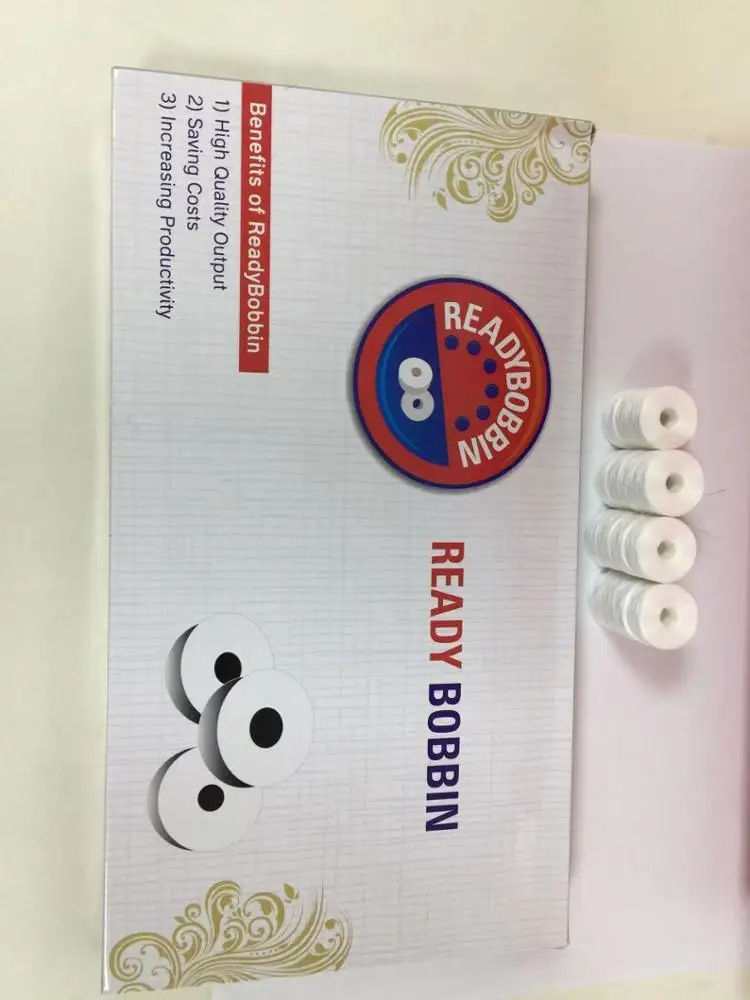 READYBOBBIN
READY BOBBIN
Benefits of ReadyBobbin
1) High Quality Output
2) Saving Costs
3) Increasing Productivity